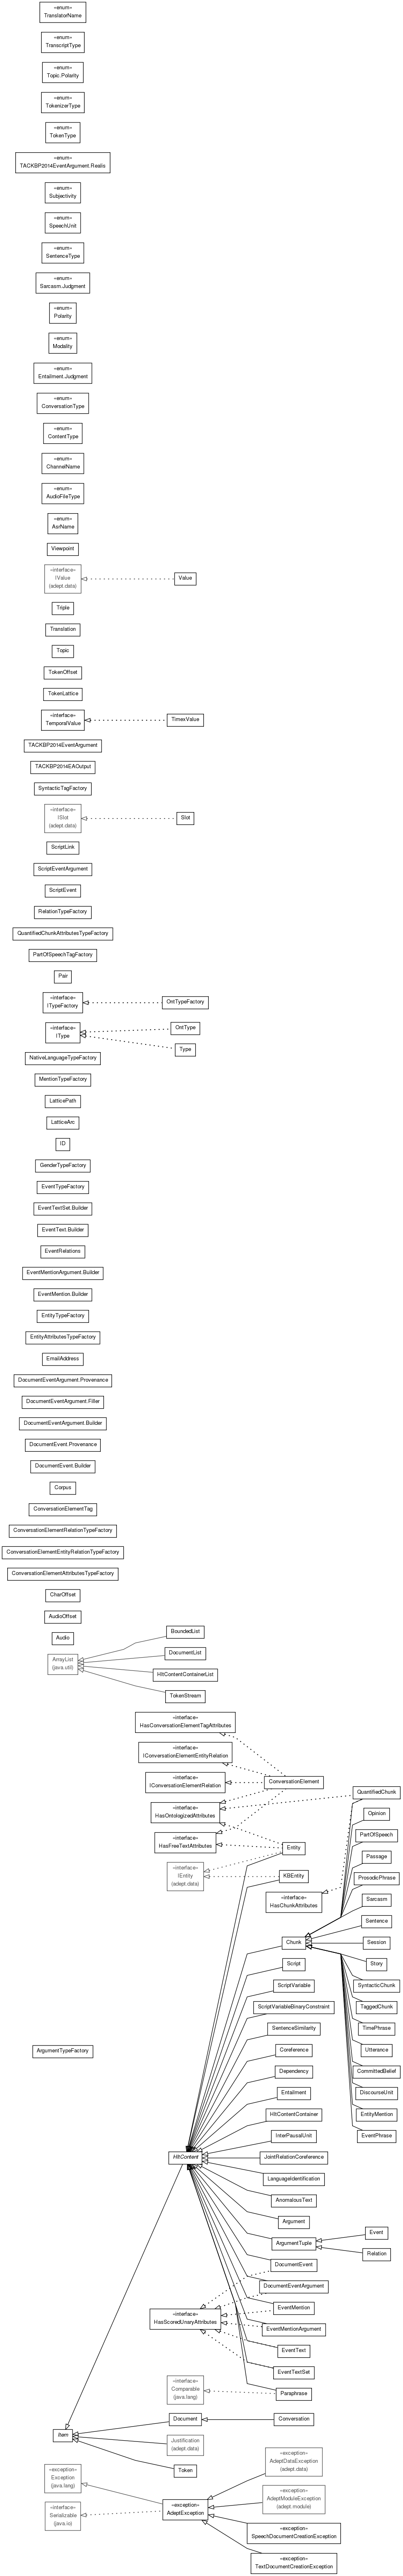 «enum»
TranslatorName
«enum»
TranscriptType
«enum»
Topic.Polarity
«enum»
TokenizerType
«enum»
TokenType
«enum»
TACKBP2014EventArgument.Realis
«enum»
Subjectivity
«enum»
SpeechUnit
«enum»
SentenceType
«enum»
Sarcasm.Judgment
«enum»
Polarity
«enum»
Modality
«enum»
Entailment.Judgment
«enum»
ConversationType
«enum»
ContentType
«enum»
ChannelName
«enum»
AudioFileType
«enum»
AsrName
Viewpoint
«interface»
IValue
(adept.data)
Value
Triple
Translation
Topic
TokenOffset
TokenLattice
«interface»
TemporalValue
TimexValue
TACKBP2014EventArgument
TACKBP2014EAOutput
SyntacticTagFactory
«interface»
ISlot
(adept.data)
Slot
ScriptLink
ScriptEventArgument
ScriptEvent
RelationTypeFactory
QuantifiedChunkAttributesTypeFactory
PartOfSpeechTagFactory
Pair
«interface»
ITypeFactory
OntTypeFactory
«interface»
IType
OntType
Type
NativeLanguageTypeFactory
MentionTypeFactory
LatticePath
LatticeArc
ID
GenderTypeFactory
EventTypeFactory
EventTextSet.Builder
EventText.Builder
EventRelations
EventMentionArgument.Builder
EventMention.Builder
EntityTypeFactory
EntityAttributesTypeFactory
EmailAddress
DocumentEventArgument.Provenance
DocumentEventArgument.Filler
DocumentEventArgument.Builder
DocumentEvent.Provenance
DocumentEvent.Builder
Corpus
ConversationElementTag
ConversationElementRelationTypeFactory
ConversationElementEntityRelationTypeFactory
ConversationElementAttributesTypeFactory
CharOffset
AudioOffset
Audio
ArrayList
(java.util)
BoundedList
DocumentList
HltContentContainerList
TokenStream
«interface»
HasConversationElementTagAttributes
«interface»
IConversationElementEntityRelation
«interface»
IConversationElementRelation
ConversationElement
«interface»
HasOntologizedAttributes
«interface»
HasFreeTextAttributes
«interface»
IEntity
(adept.data)
Entity
KBEntity
«interface»
HasChunkAttributes
QuantifiedChunk
Opinion
PartOfSpeech
Passage
ProsodicPhrase
Sarcasm
Sentence
Session
Story
SyntacticChunk
TaggedChunk
TimePhrase
Utterance
CommittedBelief
DiscourseUnit
EntityMention
EventPhrase
Chunk
Script
ScriptVariable
ScriptVariableBinaryConstraint
SentenceSimilarity
Coreference
Dependency
Entailment
HltContentContainer
InterPausalUnit
JointRelationCoreference
LanguageIdentification
AnomalousText
Argument
ArgumentTuple
Event
Relation
DocumentEvent
DocumentEventArgument
EventMention
EventMentionArgument
EventText
EventTextSet
Paraphrase
ArgumentTypeFactory
HltContent
«interface»
HasScoredUnaryAttributes
«interface»
Comparable
(java.lang)
Item
Document
Conversation
Justification
(adept.data)
Token
«exception»
Exception
(java.lang)
«interface»
Serializable
(java.io)
«exception»
AdeptException
«exception»
AdeptDataException
(adept.data)
«exception»
AdeptModuleException
(adept.module)
«exception»
SpeechDocumentCreationException
«exception»
TextDocumentCreationException